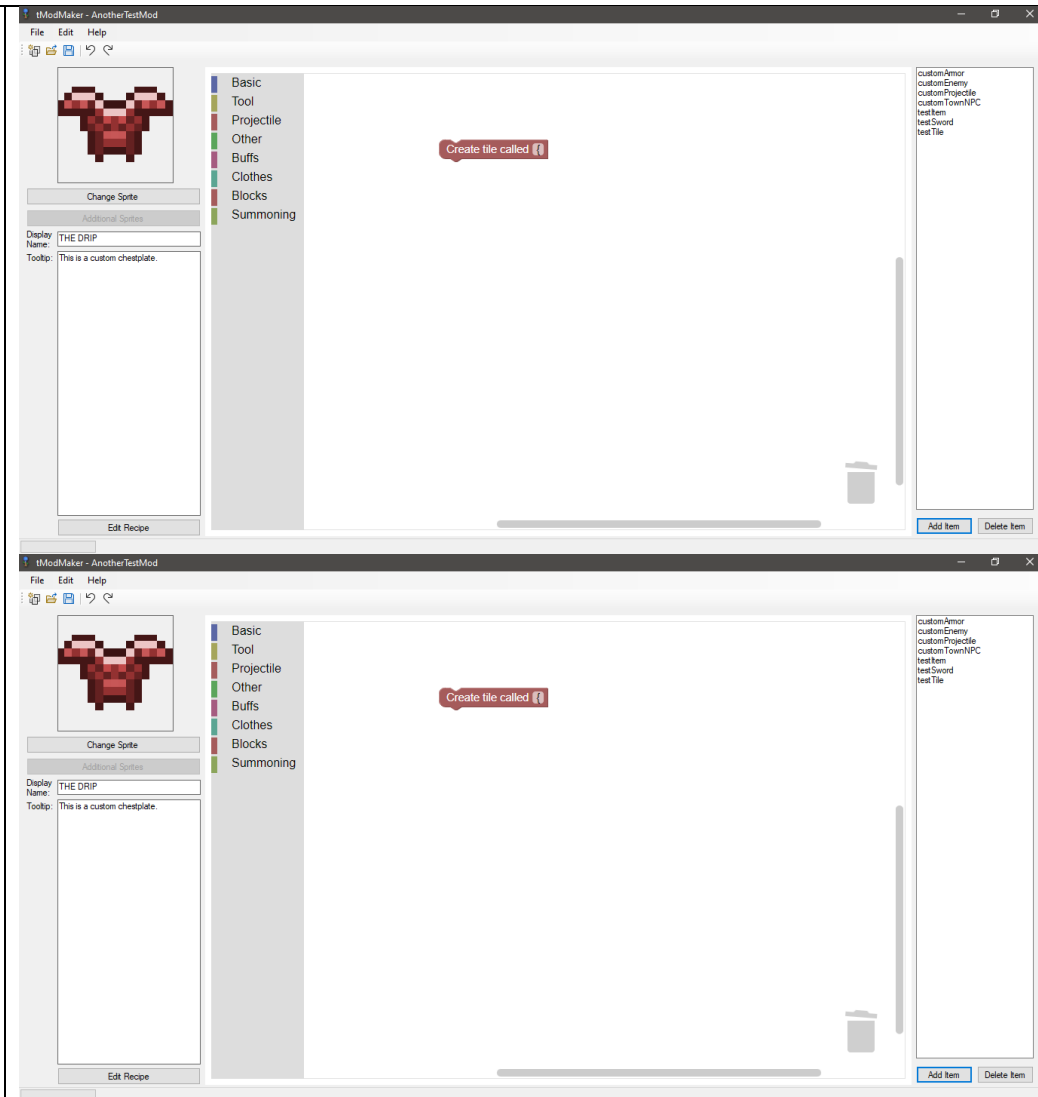 tModMaker - AnotherTestMod
File Edit Help
Basic
Tool
Projectile
Other
Buffs
Clothes
Blocks
Summoning
Create tile called {
Change Sprite
Additional Sprites
Display Name: THE DRIP
Tooltip: This is a custom chestplate.
Edit Recipe
customArmor
customEnemy
customProjectile
customTownNPC
testItem
testSword
testTile
Add Item Delete Item
tModMaker - AnotherTestMod
File Edit Help
Basic
Tool
Projectile
Other
Buffs
Clothes
Blocks
Summoning
Create tile called {
Change Sprite
Additional Sprites
Display Name: THE DRIP
Tooltip: This is a custom chestplate.
Edit Recipe
customArmor
customEnemy
customProjectile
customTownNPC
testItem
testSword
testTile
Add Item Delete Item